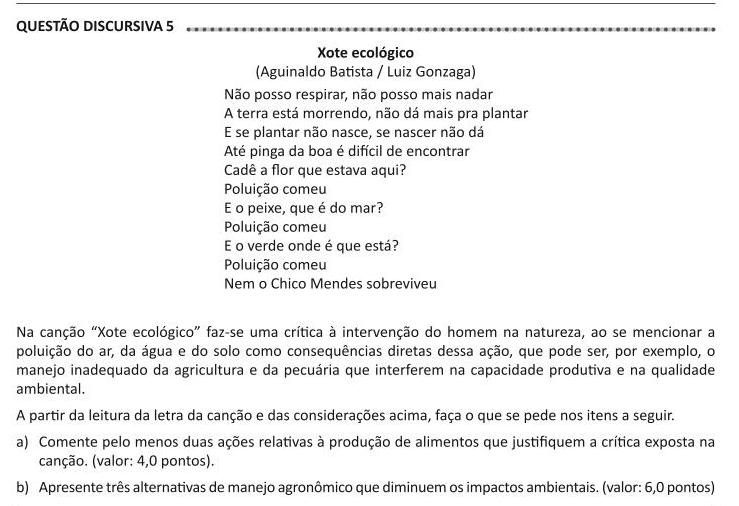 QUESTÃO DISCURSIVA 5
Xote ecológico
(Aguinaldo Batista / Luiz Gonzaga)
Não posso respirar, não posso mais nadar
A terra está morrendo, não dá mais pra plantar
E se plantar não nasce, se nascer não dá
Até pinga da boa é difícil de encontrar
Cadê a flor que estava aqui?
Poluição comeu
E o peixe, que é do mar?
Poluição comeu
E o verde onde é que está?
Poluição comeu
Nem o Chico Mendes sobreviveu
Na canção “Xote ecológico” faz-se uma crítica à intervenção do homem na natureza, ao se mencionar a
poluição do ar, da água e do solo como consequências diretas dessa ação, que pode ser, por exemplo, o
manejo inadequado da agricultura e da pecuária que interferem na capacidade produtiva e na qualidade
ambiental.
A partir da leitura da letra da canção e das considerações acima, faça o que se pede nos itens a seguir.
a) Comente pelo menos duas ações relativas à produção de alimentos que justifiquem a crítica exposta na
canção. (valor: 4,0 pontos).
b) Apresente três alternativas de manejo agronômico que diminuem os impactos ambientais. (valor: 6,0 pontos)